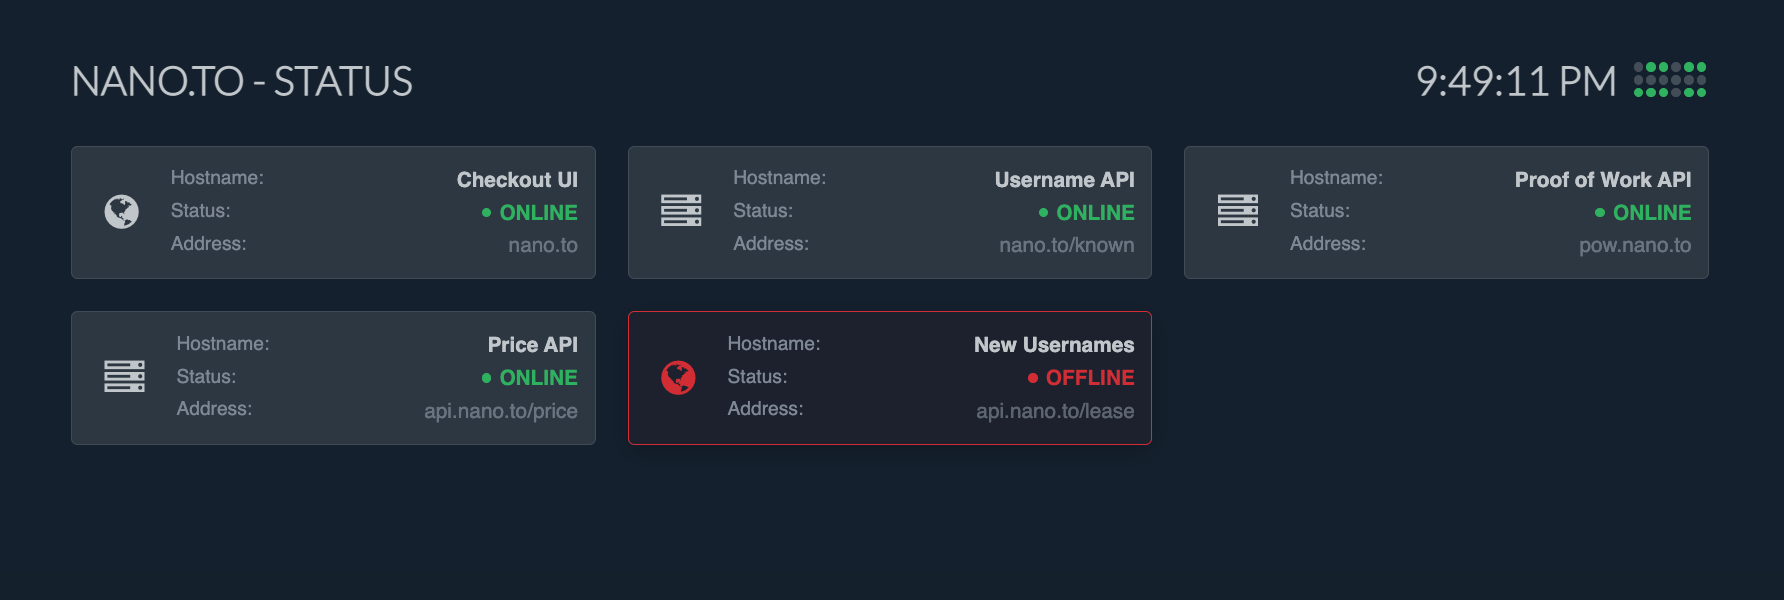 NANO.TO - STATUS
9:49:11 PM
Hostname: Checkout UI
Status: ONLINE
Address: nano.to
Hostname: Username API
Status: ONLINE
Address: nano.to/known
Hostname: Proof of Work API
Status: ONLINE
Address: pow.nano.to
Hostname: Price API
Status: ONLINE
Address: api.nano.to/price
Hostname: New Usernames
Status: OFFLINE
Address: api.nano.to/lease